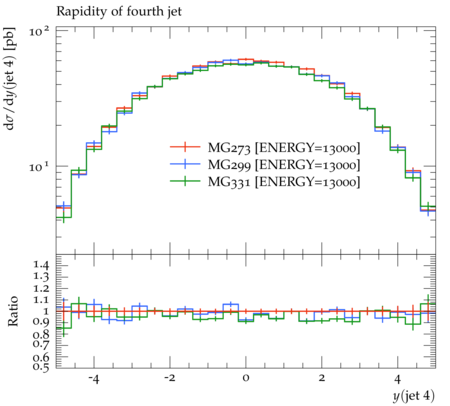 Rapidity of fourth jet
dσ/dy(jet 4) [pb]
10²
10¹
MG273 [ENERGY=13000]
MG299 [ENERGY=13000]
MG331 [ENERGY=13000]
Ratio
1.4
1.3
1.2
1.1
1
0.9
0.8
0.7
0.6
0.5
-4 -2 0 2 4
y(jet 4)